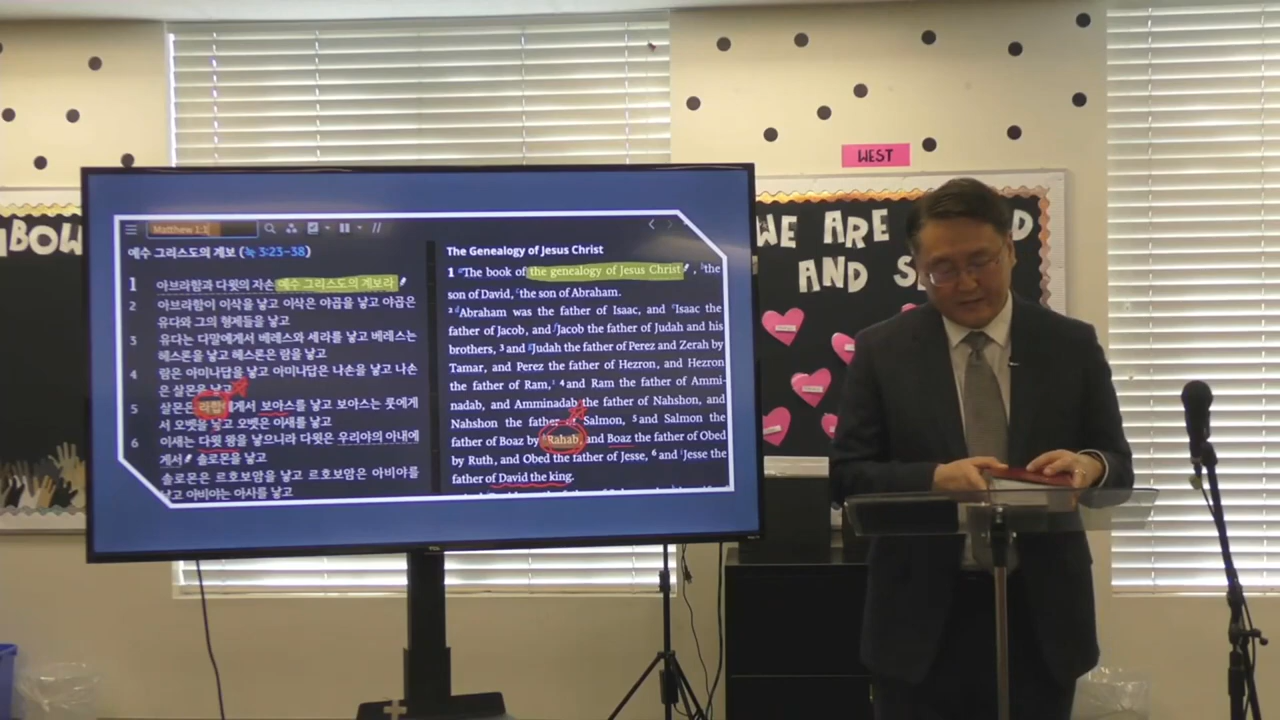 WEST
BOW
WE ARE
D
AND S
Matthew 1:1
예수 그리스도의 계보 (눅 3:23-38)
1 아브라함과 다윗의 자손 예수 그리스도의 계보라
2 아브라함이 이삭을 낳고 이삭은 야곱을 낳고 야곱은
유다와 그의 형제들을 낳고
3 유다는 다말에게서 베레스와 세라를 낳고 베레스는
헤스론을 낳고 헤스론은 람을 낳고
4 람은 아미나답을 낳고 아미나답은 나손을 낳고 나손
은 살몬을 낳고
5 살몬은 라합에게서 보아스를 낳고 보아스는 룻에게
서 오벳을 낳고 오벳은 이새를 낳고
6 이새는 다윗 왕을 낳으니라 다윗은 우리야의 아내에
게서 솔로몬을 낳고
솔로몬은 르호보암을 낳고 르호보암은 아비야를
낳고 아비야는 아사를 낳고
The Genealogy of Jesus Christ
1 The book of the genealogy of Jesus Christ, the
son of David, the son of Abraham.
2 Abraham was the father of Isaac, and Isaac the
father of Jacob, and Jacob the father of Judah and his
brothers, 3 and Judah the father of Perez and Zerah by
Tamar, and Perez the father of Hezron, and Hezron
the father of Ram, 4 and Ram the father of Ammi-
nadab, and Amminadab the father of Nahshon, and
Nahshon the father of Salmon, 5 and Salmon the
father of Boaz by Rahab, and Boaz the father of Obed
by Ruth, and Obed the father of Jesse, 6 and Jesse the
father of David the king.
TCL